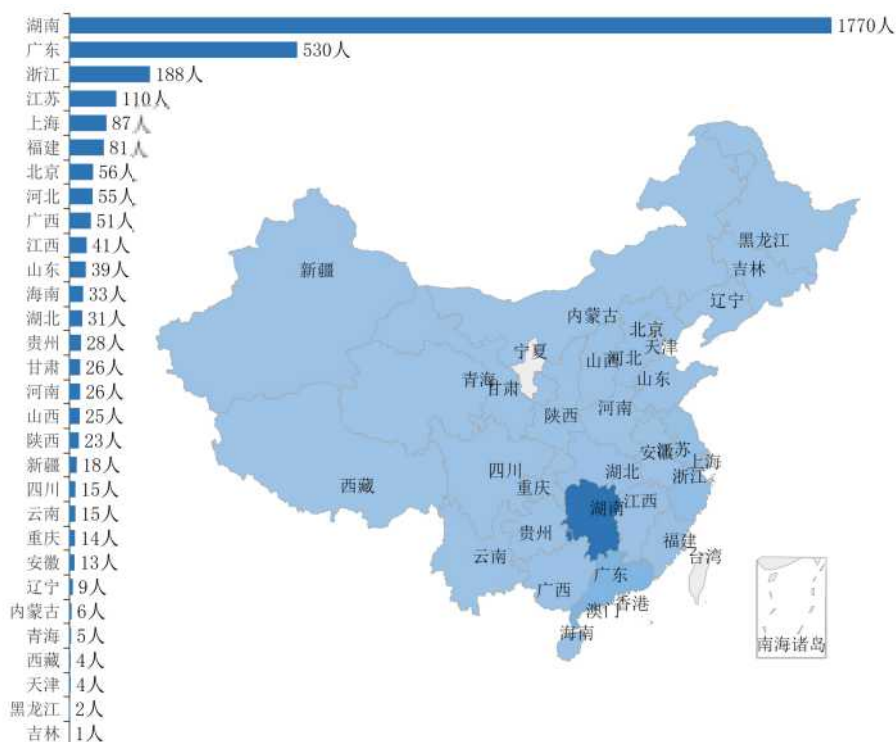 湖南 1770人
广东 530人
浙江 188人
江苏 110人
上海 87人
福建 81人
北京 56人
河北 55人
广西 51人
江西 41人
山东 39人
海南 33人
湖北 31人
贵州 28人
甘肃 26人
河南 26人
山西 25人
陕西 23人
新疆 18人
四川 15人
云南 15人
重庆 14人
安徽 13人
辽宁 9人
内蒙古 6人
青海 5人
西藏 4人
天津 4人
黑龙江 2人
吉林 1人
黑龙江
新疆
吉林
辽宁
内蒙古
北京
天津
宁夏
山西
河北
青海
甘肃
山东
陕西
河南
安徽
江苏
上海
四川
湖北
浙江
西藏
重庆
湖南
江西
贵州
福建
云南
台湾
广东
广西
澳门
香港
海南
南海诸岛